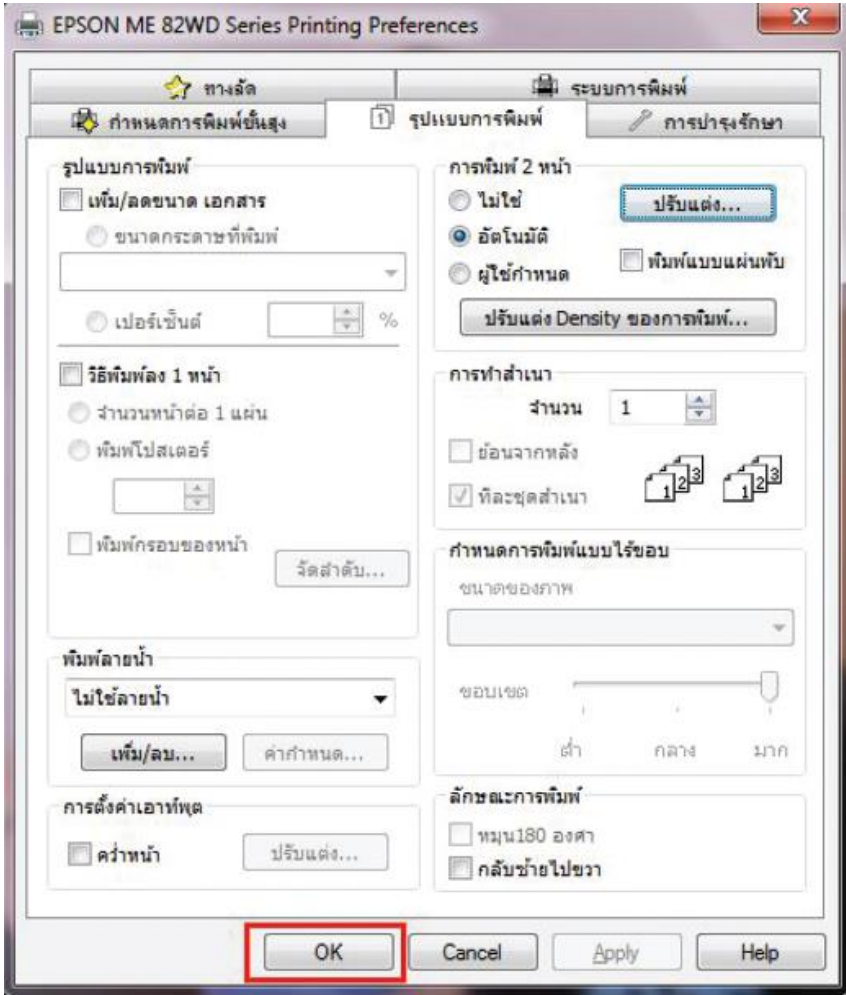 EPSON ME 82WD Series Printing Preferences
ทางลัด
ระบบการพิมพ์
กำหนดการพิมพ์ขั้นสูง
รูปแบบการพิมพ์
การบำรุงรักษา
รูปแบบการพิมพ์
เพิ่ม/ลดขนาด เอกสาร
ขนาดกระดาษที่พิมพ์
เปอร์เซ็นต์
%
วิธีพิมพ์ลง 1 หน้า
จำนวนหน้าต่อ 1 แผ่น
พิมพ์โปสเตอร์
พิมพ์กรอบของหน้า
จัดลำดับ...
พิมพ์ลายน้ำ
ไม่ใช้ลายน้ำ
เพิ่ม/ลบ...
ค่ากำหนด...
การตั้งค่าเอาท์พุต
คว่ำหน้า
ปรับแต่ง...
การพิมพ์ 2 หน้า
ไม่ใช้
ปรับแต่ง...
อัตโนมัติ
ผู้ใช้กำหนด
พิมพ์แบบแผ่นพับ
ปรับแต่ง Density ของการพิมพ์...
การทำสำเนา
จำนวน 1
ย้อนจากหลัง
ทีละชุดสำเนา
1 2 3 1 2 3
กำหนดการพิมพ์แบบไร้ขอบ
ขนาดของภาพ
ขอบเขต
ต่ำ กลาง มาก
ลักษณะการพิมพ์
หมุน180 องศา
กลับซ้ายไปขวา
OK
Cancel
Apply
Help